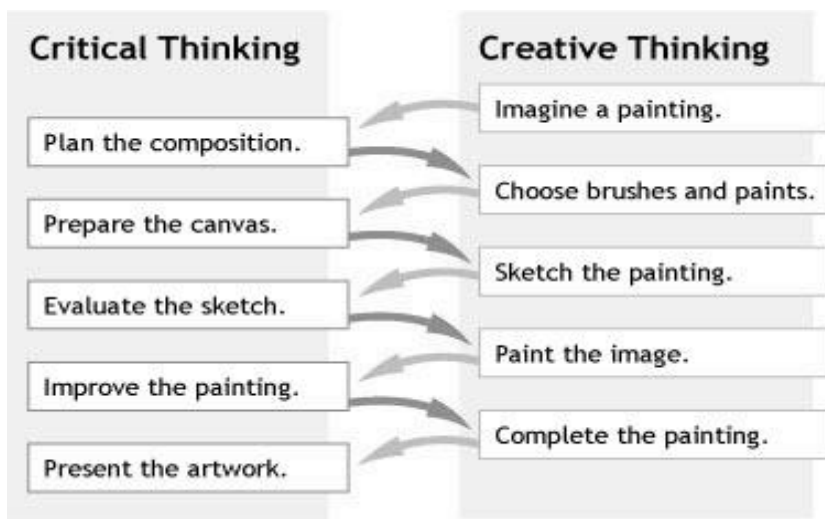 Critical Thinking
Creative Thinking
Imagine a painting.
Plan the composition.
Choose brushes and paints.
Prepare the canvas.
Sketch the painting.
Evaluate the sketch.
Paint the image.
Improve the painting.
Complete the painting.
Present the artwork.